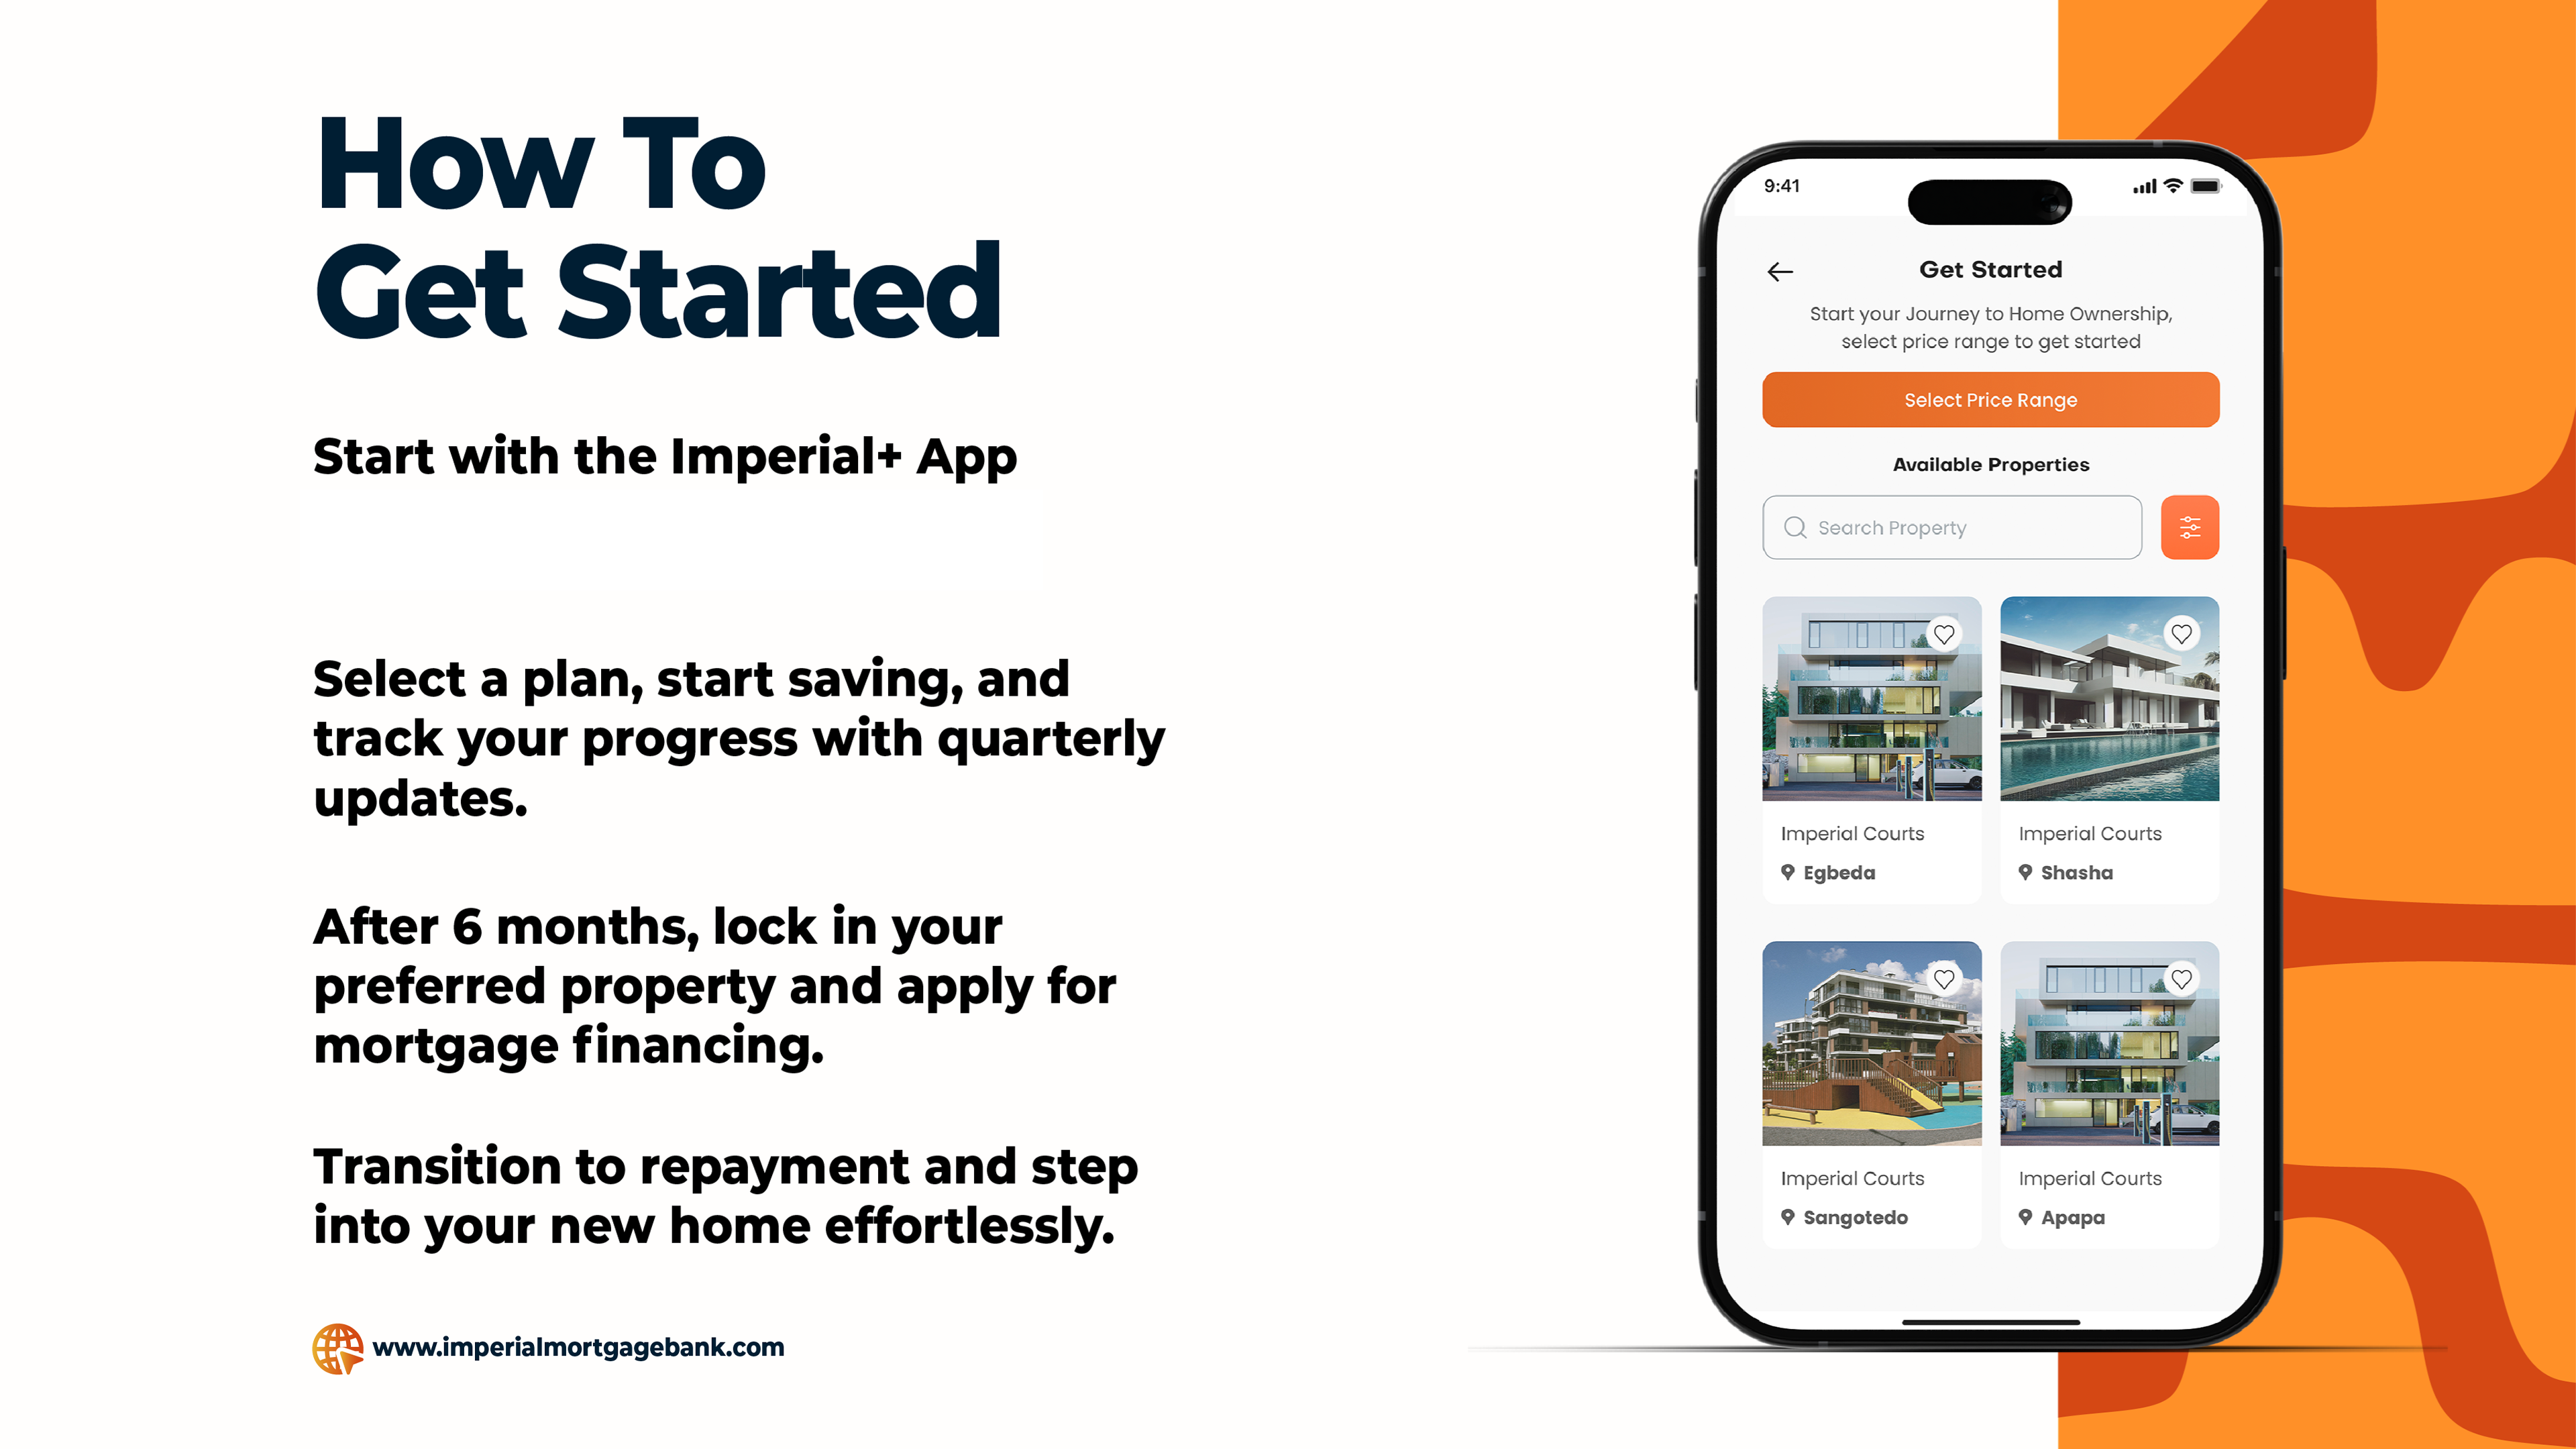 How To
Get Started
Start with the Imperial+ App
Select a plan, start saving, and
track your progress with quarterly
updates.
After 6 months, lock in your
preferred property and apply for
mortgage financing.
Transition to repayment and step
into your new home effortlessly.
www.imperialmortgagebank.com
9:41
Get Started
Start your Journey to Home Ownership,
select price range to get started
Select Price Range
Available Properties
Search Property
Imperial Courts
Egbeda
Imperial Courts
Shasha
Imperial Courts
Sangotedo
Imperial Courts
Apapa